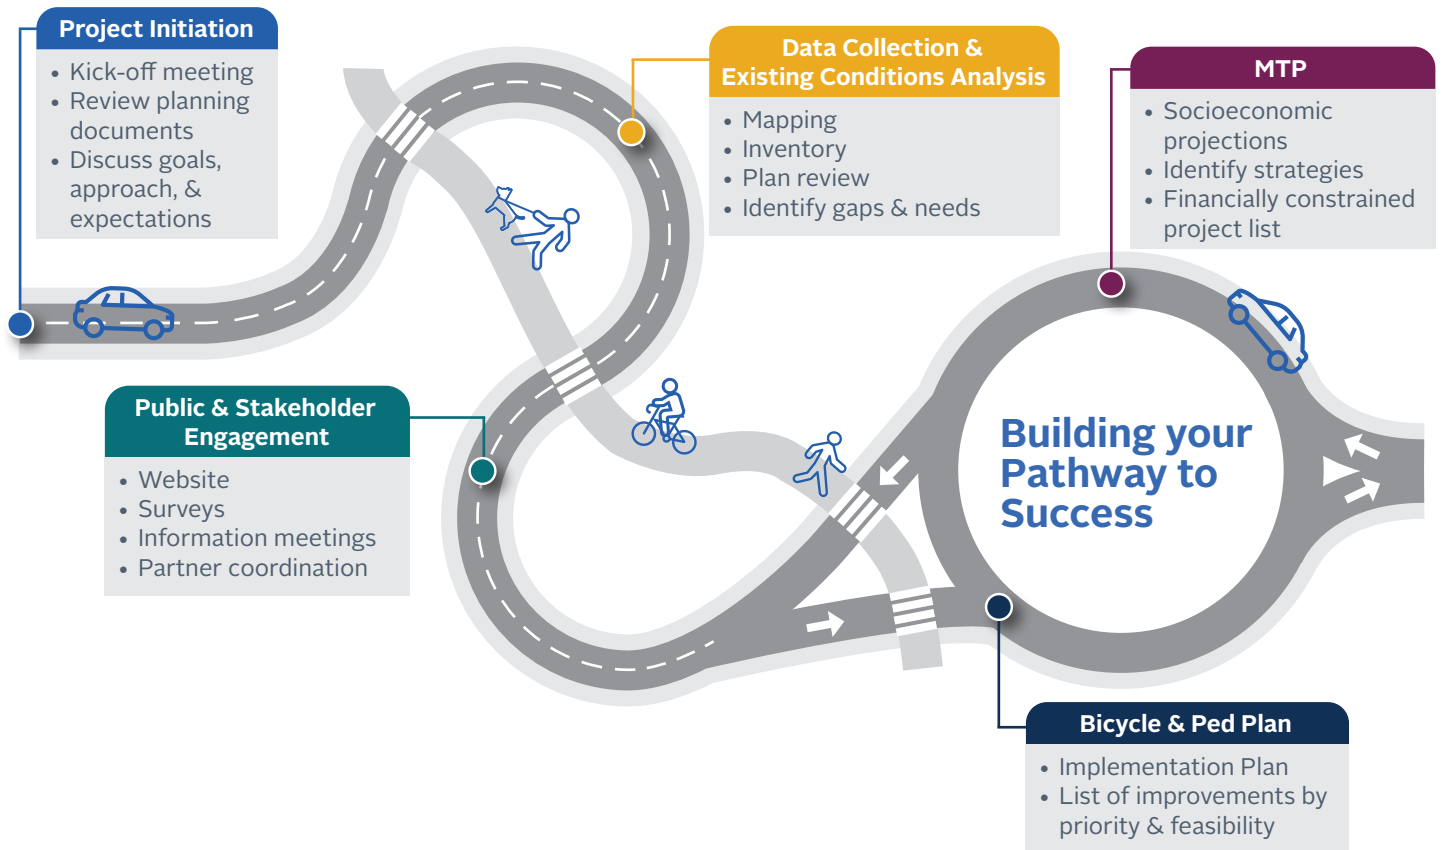 Project Initiation
• Kick-off meeting
• Review planning
documents
• Discuss goals,
approach, &
expectations
Data Collection &
Existing Conditions Analysis
• Mapping
• Inventory
• Plan review
• Identify gaps & needs
MTP
• Socioeconomic
projections
• Identify strategies
• Financially constrained
project list
Public & Stakeholder
Engagement
• Website
• Surveys
• Information meetings
• Partner coordination
Building your
Pathway to
Success
Bicycle & Ped Plan
• Implementation Plan
• List of improvements by
priority & feasibility